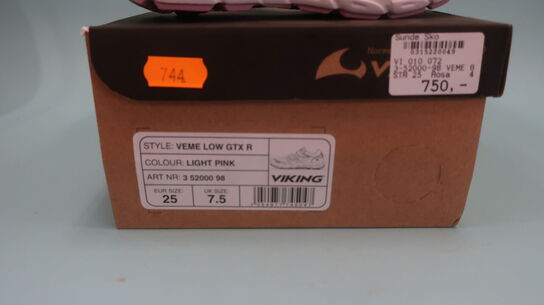 Sunde Sko
0315220049
VI 010 072
3-52000-98 VEME 0
STR 25 Rosa 4
750,-
744
STYLE: VEME LOW GTX R
COLOUR: LIGHT PINK
ART NR: 3 52000 98
VIKING
EUR SIZE:
25
UK SIZE:
7.5